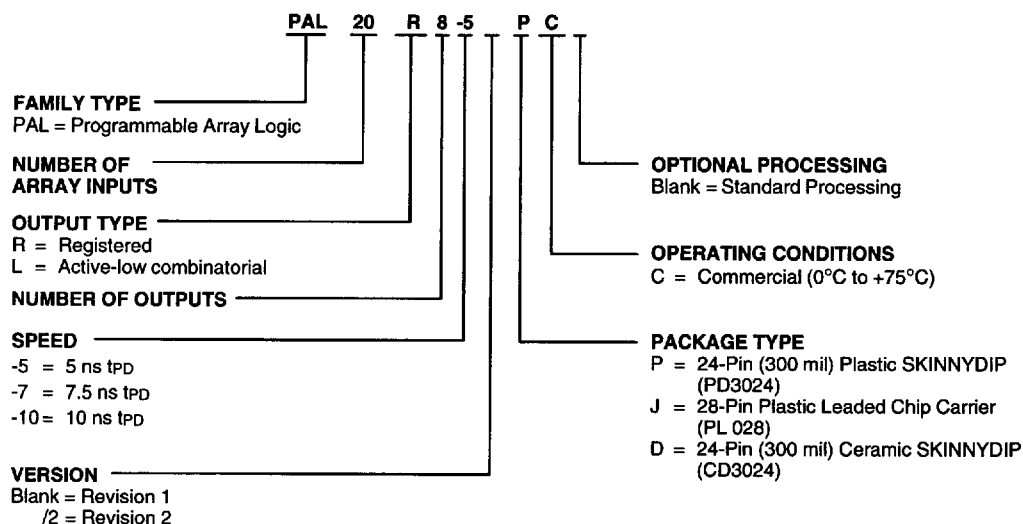 PAL 20 R 8 -5 P C
FAMILY TYPE
PAL = Programmable Array Logic
NUMBER OF
ARRAY INPUTS
OUTPUT TYPE
R = Registered
L = Active-low combinatorial
NUMBER OF OUTPUTS
SPEED
-5 = 5 ns tPD
-7 = 7.5 ns tPD
-10 = 10 ns tPD
VERSION
Blank = Revision 1
/2 = Revision 2
OPTIONAL PROCESSING
Blank = Standard Processing
OPERATING CONDITIONS
C = Commercial (0°C to +75°C)
PACKAGE TYPE
P = 24-Pin (300 mil) Plastic SKINNYDIP
(PD3024)
J = 28-Pin Plastic Leaded Chip Carrier
(PL 028)
D = 24-Pin (300 mil) Ceramic SKINNYDIP
(CD3024)